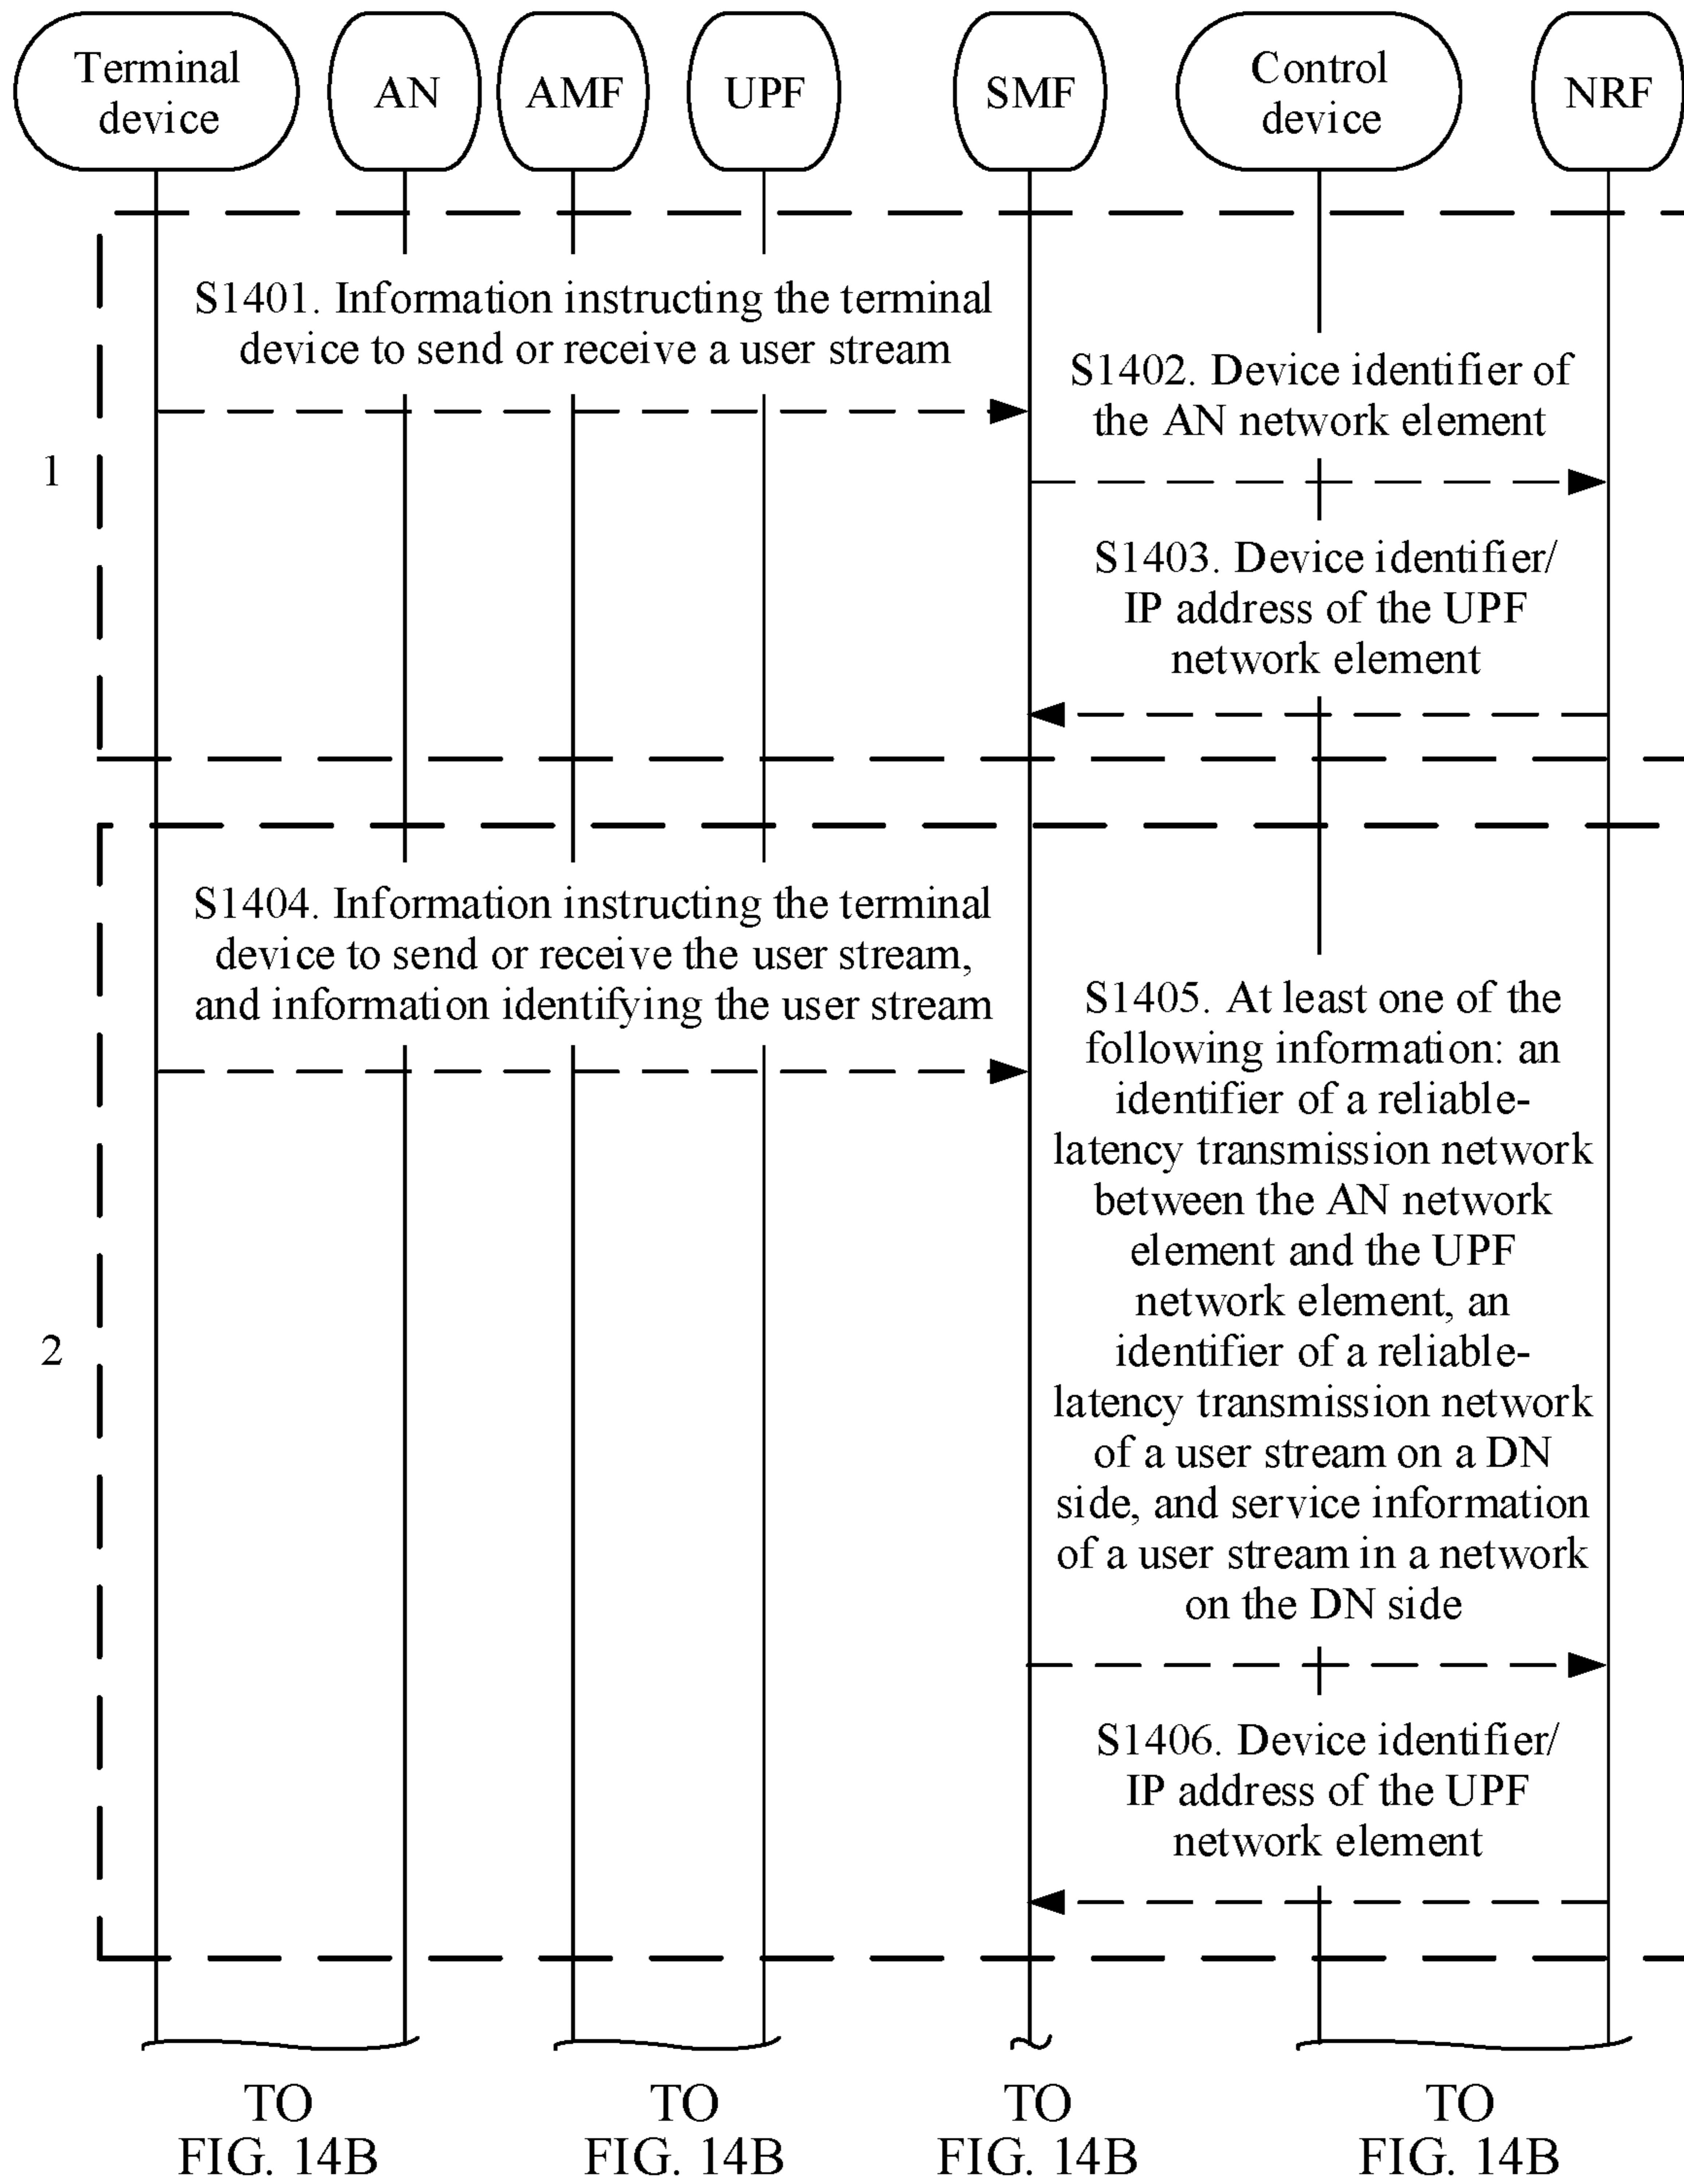 Terminal
device
AN
AMF
UPF
SMF
Control
device
NRF
S1401. Information instructing the terminal
device to send or receive a user stream
S1402. Device identifier of
the AN network element
1
S1403. Device identifier/
IP address of the UPF
network element
S1404. Information instructing the terminal
device to send or receive the user stream,
and information identifying the user stream
S1405. At least one of the
following information: an
identifier of a reliable-
latency transmission network
between the AN network
element and the UPF
network element, an
identifier of a reliable-
latency transmission network
of a user stream on a DN
side, and service information
of a user stream in a network
on the DN side
2
S1406. Device identifier/
IP address of the UPF
network element
TO
FIG. 14B
TO
FIG. 14B
TO
FIG. 14B
TO
FIG. 14B